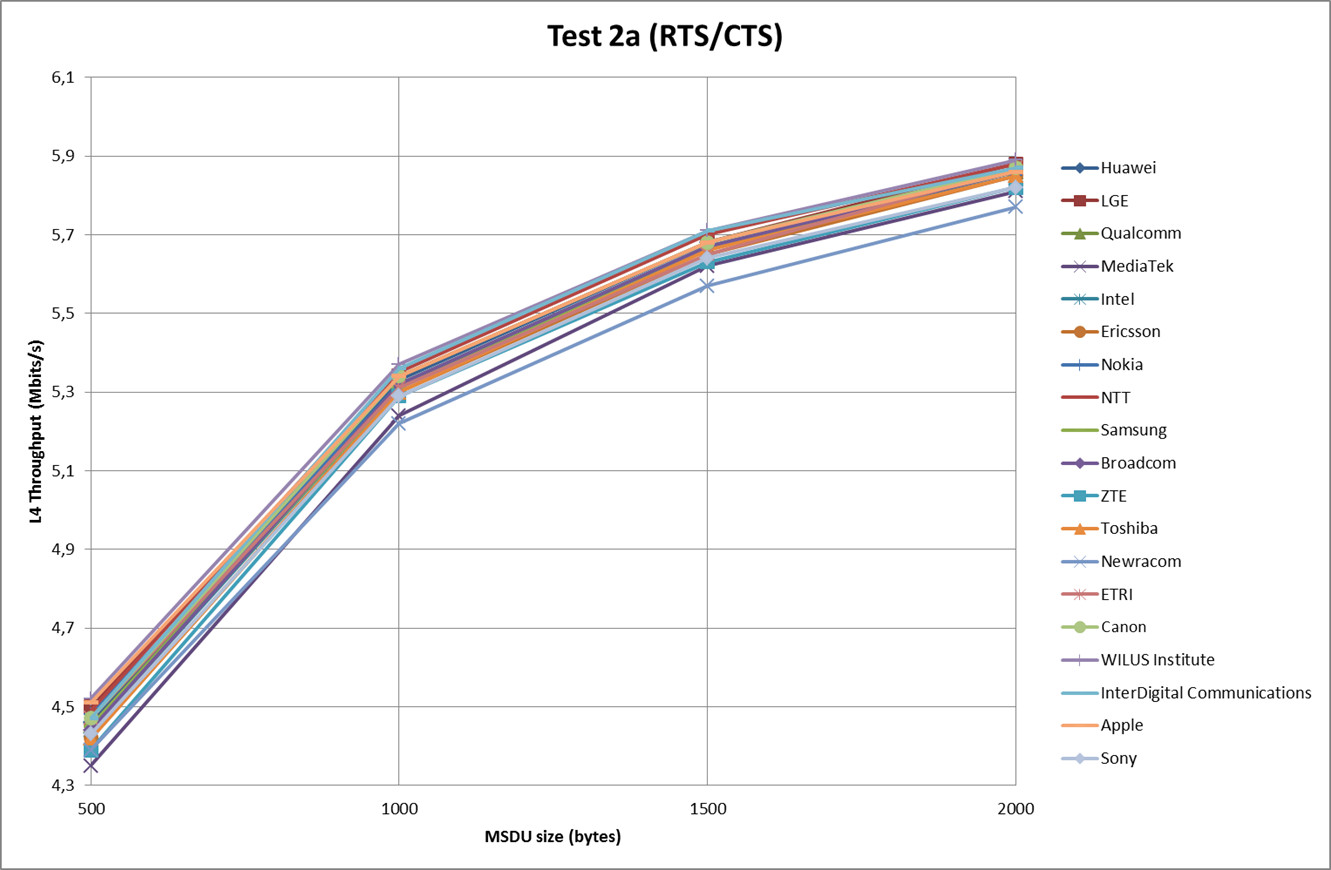 Test 2a (RTS/CTS)
6,1
5,9
5,7
5,5
5,3
5,1
4,9
4,7
4,5
4,3
L4 Throughput (Mbits/s)
500 1000 1500 2000
MSDU size (bytes)
Huawei
LGE
Qualcomm
MediaTek
Intel
Ericsson
Nokia
NTT
Samsung
Broadcom
ZTE
Toshiba
Newracom
ETRI
Canon
WILUS Institute
InterDigital Communications
Apple
Sony